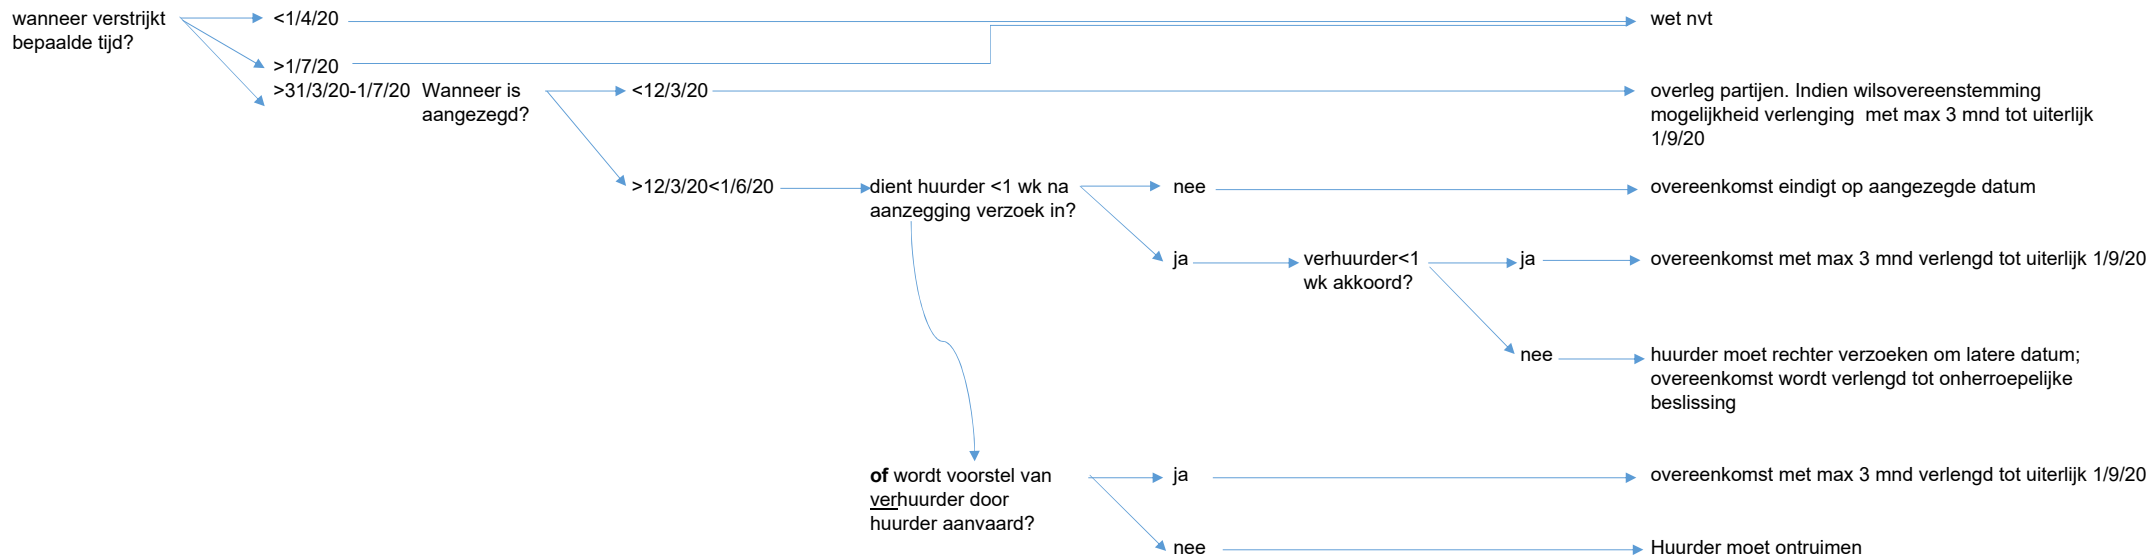 wanneer verstrijkt
bepaalde tijd?
<1/4/20
wet nvt
>1/7/20
>31/3/20-1/7/20
Wanneer is
aangezegd?
<12/3/20
overleg partijen. Indien wilsovereenstemming
mogelijkheid verlenging  met max 3 mnd tot uiterlijk
1/9/20
>12/3/20<1/6/20
dient huurder <1 wk na
aanzegging verzoek in?
nee
overeenkomst eindigt op aangezegde datum
ja
verhuurder<1
wk akkoord?
ja
overeenkomst met max 3 mnd verlengd tot uiterlijk 1/9/20
nee
huurder moet rechter verzoeken om latere datum;
overeenkomst wordt verlengd tot onherroepelijke
beslissing
of wordt voorstel van
verhuurder door
huurder aanvaard?
ja
overeenkomst met max 3 mnd verlengd tot uiterlijk 1/9/20
nee
Huurder moet ontruimen